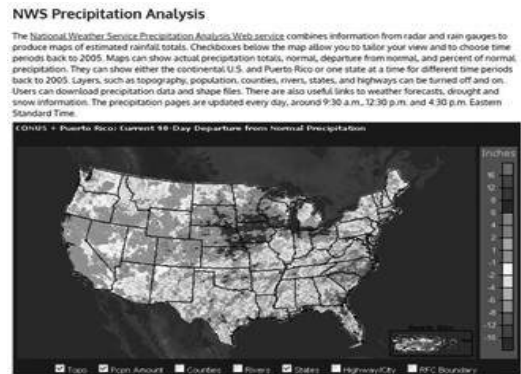 NWS Precipitation Analysis
The National Weather Service Precipitation Analysis Web service combines information from radar and rain gauges to
produce maps of estimated rainfall totals. Checkboxes below the map allow you to tailor your view and to choose time
periods back to 2005. Maps can show actual precipitation totals, normal, departure from normal, and percent of normal
precipitation. They can show either the continental U.S. and Puerto Rico or one state at a time for different time periods
back to 2005. Layers, such as topography, population, counties, rivers, states, and highways can be turned off and on.
Users can download precipitation data and shape files. There are also useful links to weather forecasts, drought and
snow information. The precipitation pages are updated every day, around 9:30 a.m., 12:30 p.m. and 4:30 p.m. Eastern
Standard Time.
CONUS + Puerto Rico: Current 90-Day Departure from Normal Precipitation
Inches
Topo Pcpn Amount Counties Rivers States Highway/City RFC Boundary